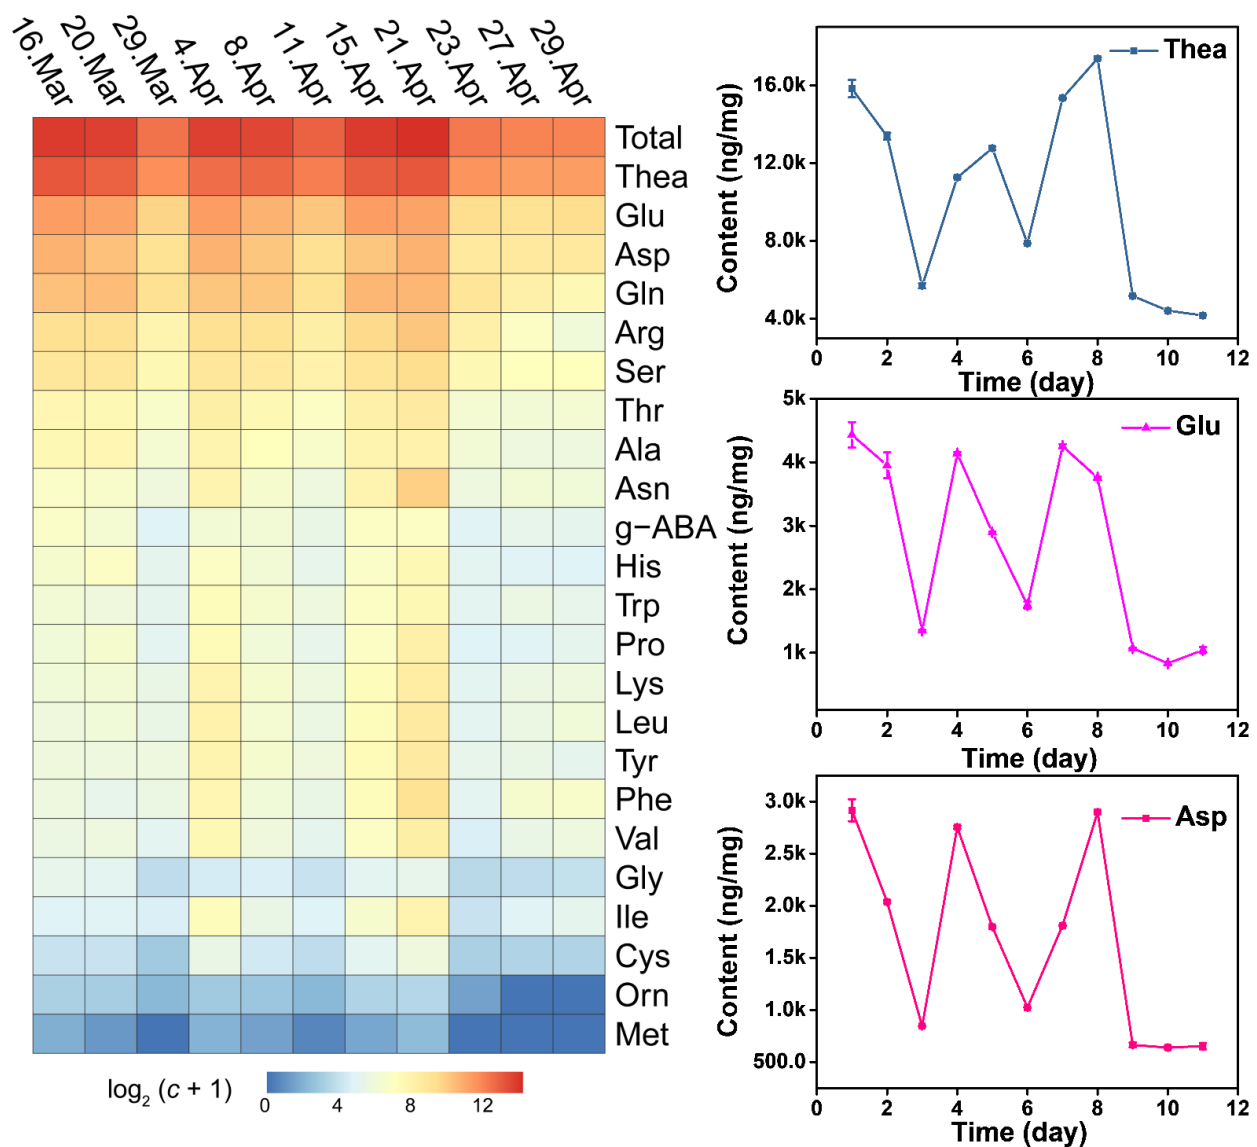 16.Mar
20.Mar
29.Mar
4.Apr
8.Apr
11.Apr
15.Apr
21.Apr
23.Apr
27.Apr
29.Apr
Total
Thea
Glu
Asp
Gln
Arg
Ser
Thr
Ala
Asn
g−ABA
His
Trp
Pro
Lys
Leu
Tyr
Phe
Val
Gly
Ile
Cys
Orn
Met
log₂ (c + 1)
0 4 8 12
Thea
Content (ng/mg)
16.0k
12.0k
8.0k
4.0k
0 2 4 6 8 10 12
Time (day)
Glu
Content (ng/mg)
5k
4k
3k
2k
1k
0 2 4 6 8 10 12
Time (day)
Asp
Content (ng/mg)
3.0k
2.5k
2.0k
1.5k
1.0k
500.0
0 2 4 6 8 10 12
Time (day)